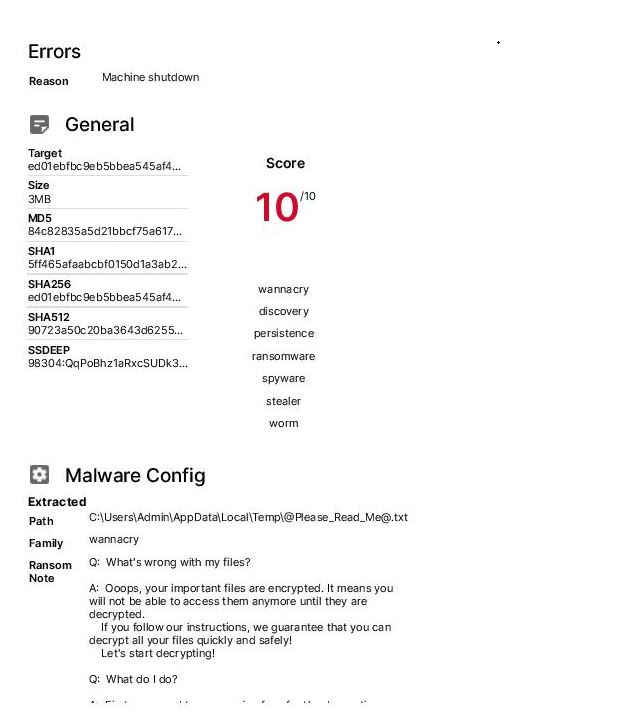 Errors
Reason Machine shutdown
General
Target
ed01ebfbc9eb5bbea545af4...
Size
3MB
MD5
84c82835a5d21bbcf75a617...
SHA1
5ff465afaabcbf0150d1a3ab2...
SHA256
ed01ebfbc9eb5bbea545af4...
SHA512
90723a50c20ba3643d6255...
SSDEEP
98304:QqPoBhz1aRxcSUDk3...
Score
10/10
wannacry
discovery
persistence
ransomware
spyware
stealer
worm
Malware Config
Extracted
Path C:\Users\Admin\AppData\Local\Temp\@Please_Read_Me@.txt
Family wannacry
Ransom Note
Q: What's wrong with my files?
A: Ooops, your important files are encrypted. It means you
will not be able to access them anymore until they are
decrypted.
If you follow our instructions, we guarantee that you can
decrypt all your files quickly and safely!
Let's start decrypting!
Q: What do I do?